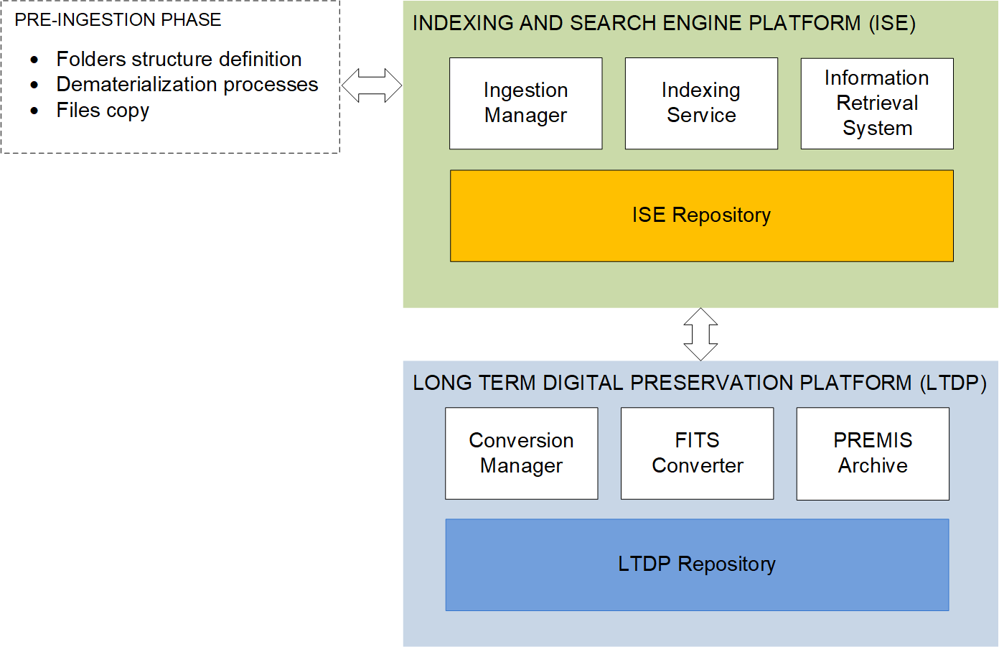 PRE-INGESTION PHASE
• Folders structure definition
• Dematerialization processes
• Files copy
INDEXING AND SEARCH ENGINE PLATFORM (ISE)
Ingestion
Manager
Indexing
Service
Information
Retrieval
System
ISE Repository
LONG TERM DIGITAL PRESERVATION PLATFORM (LTDP)
Conversion
Manager
FITS
Converter
PREMIS
Archive
LTDP Repository